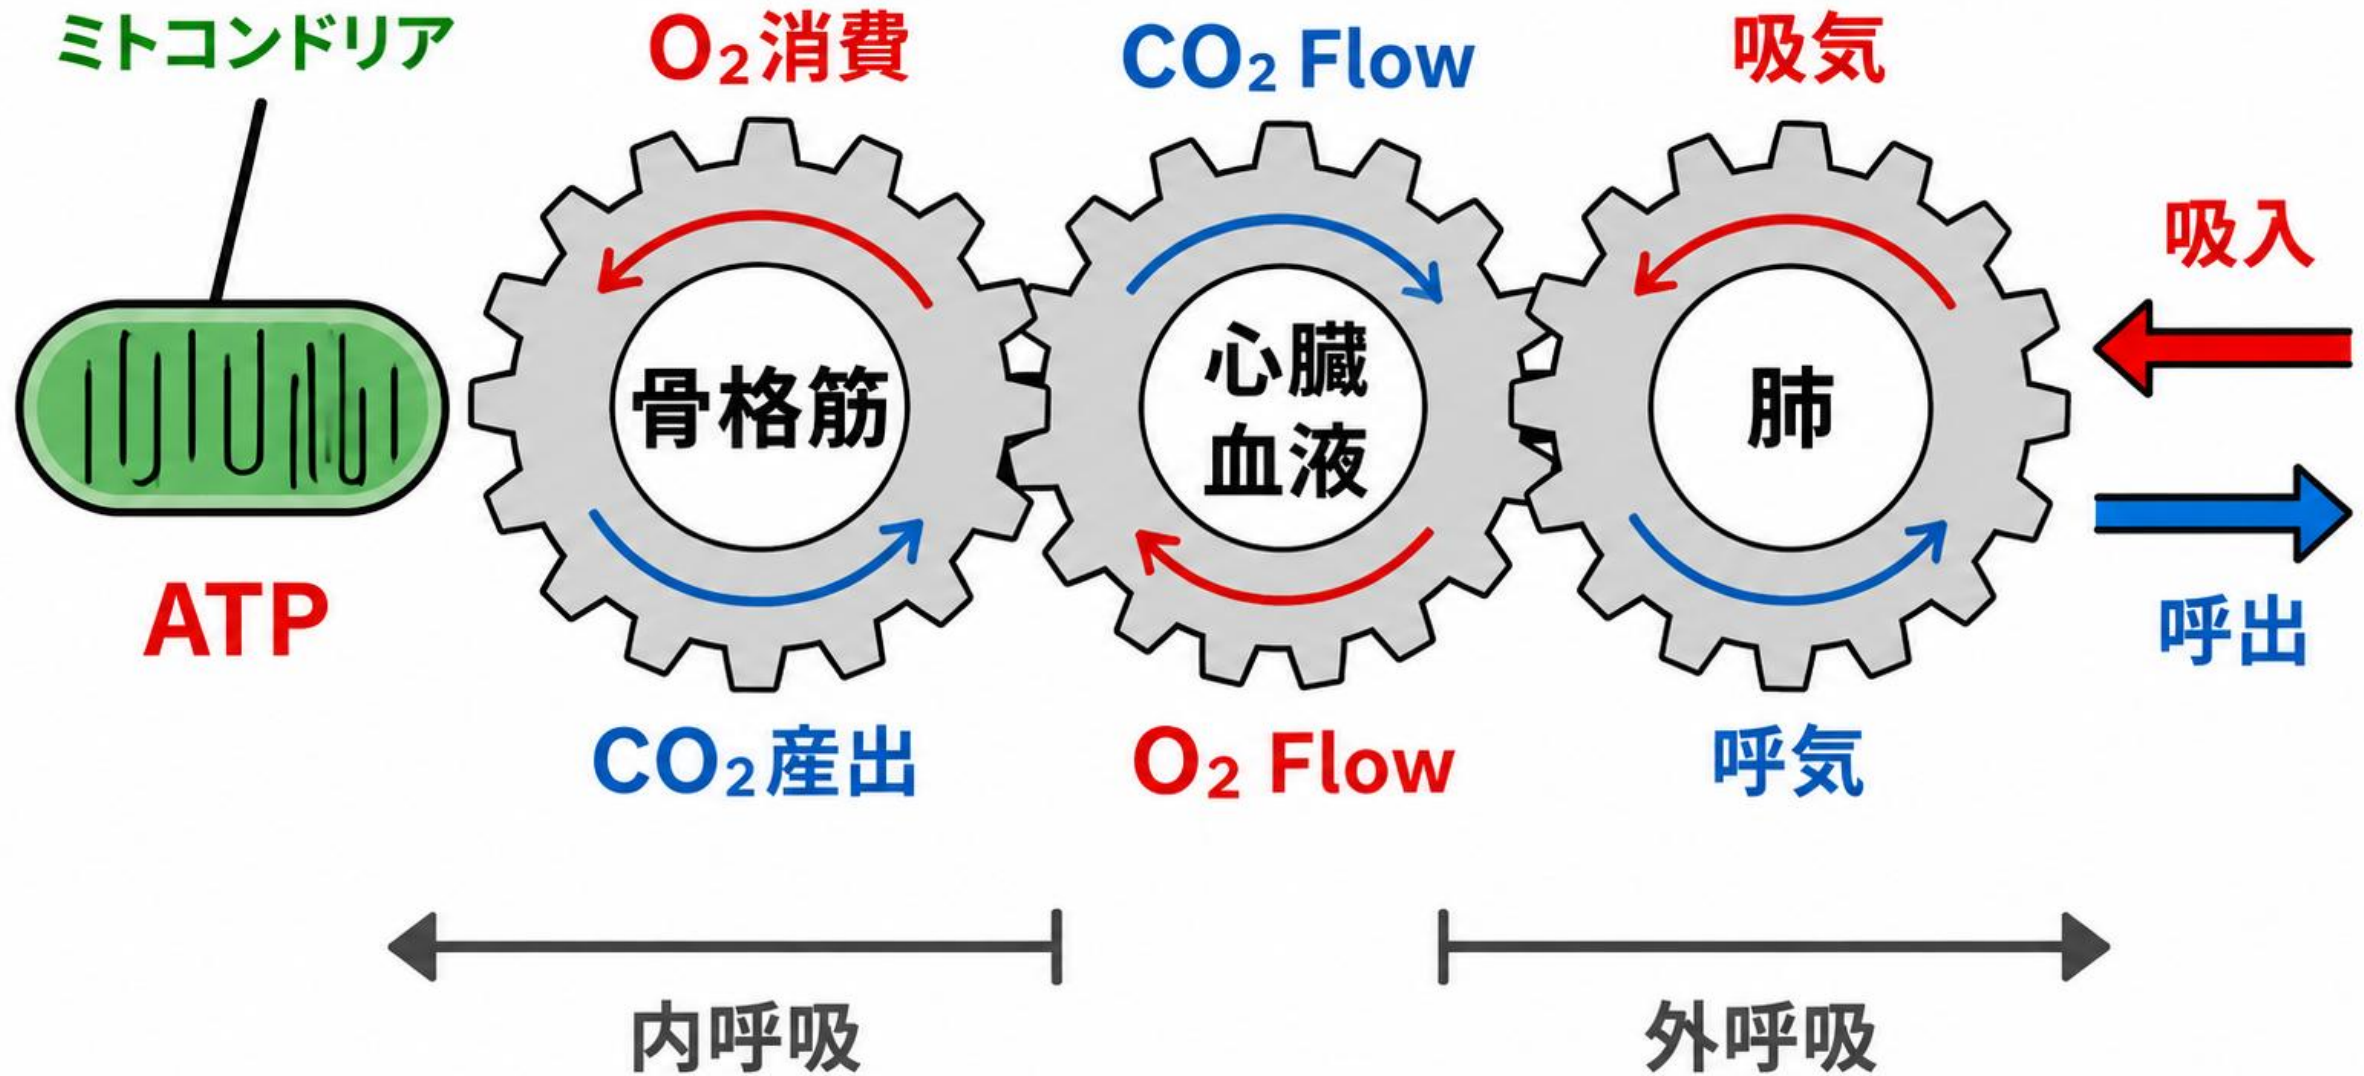 ミトコンドリア
O₂消費
CO₂ Flow
吸気
吸入
骨格筋
心臓
血液
肺
ATP
呼出
CO₂産出
O₂ Flow
呼気
内呼吸
外呼吸